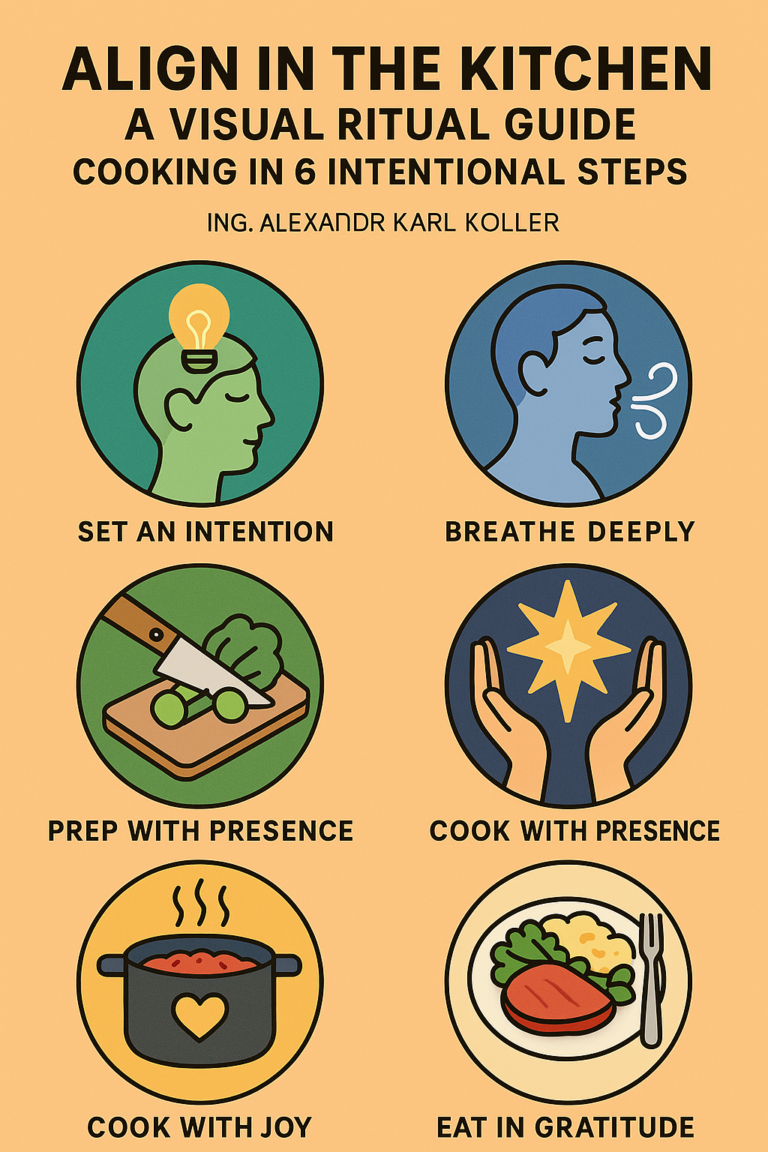 ALIGN IN THE KITCHEN
A VISUAL RITUAL GUIDE
COOKING IN 6 INTENTIONAL STEPS
ING. ALEXANDR KARL KOLLER
SET AN INTENTION
BREATHE DEEPLY
PREP WITH PRESENCE
COOK WITH PRESENCE
COOK WITH JOY
EAT IN GRATITUDE